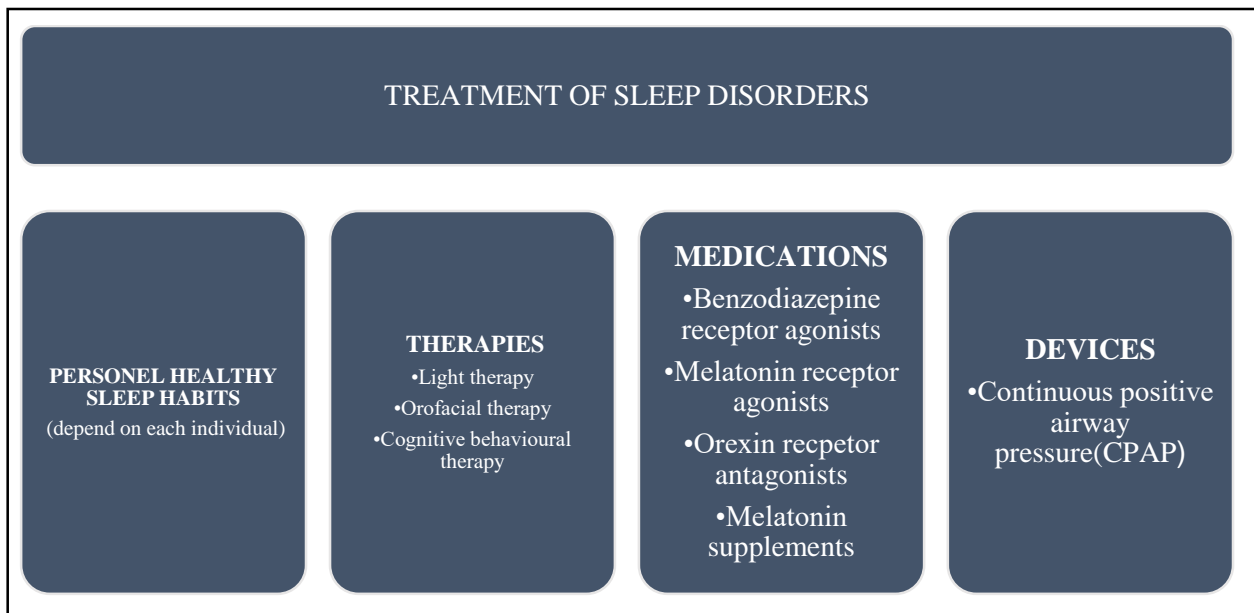 TREATMENT OF SLEEP DISORDERS
PERSONEL HEALTHY
SLEEP HABITS
(depend on each individual)
THERAPIES
•Light therapy
•Orofacial therapy
•Cognitive behavioural
therapy
MEDICATIONS
•Benzodiazepine
receptor agonists
•Melatonin receptor
agonists
•Orexin recpetor
antagonists
•Melatonin
supplements
DEVICES
•Continuous positive
airway
pressure(CPAP)